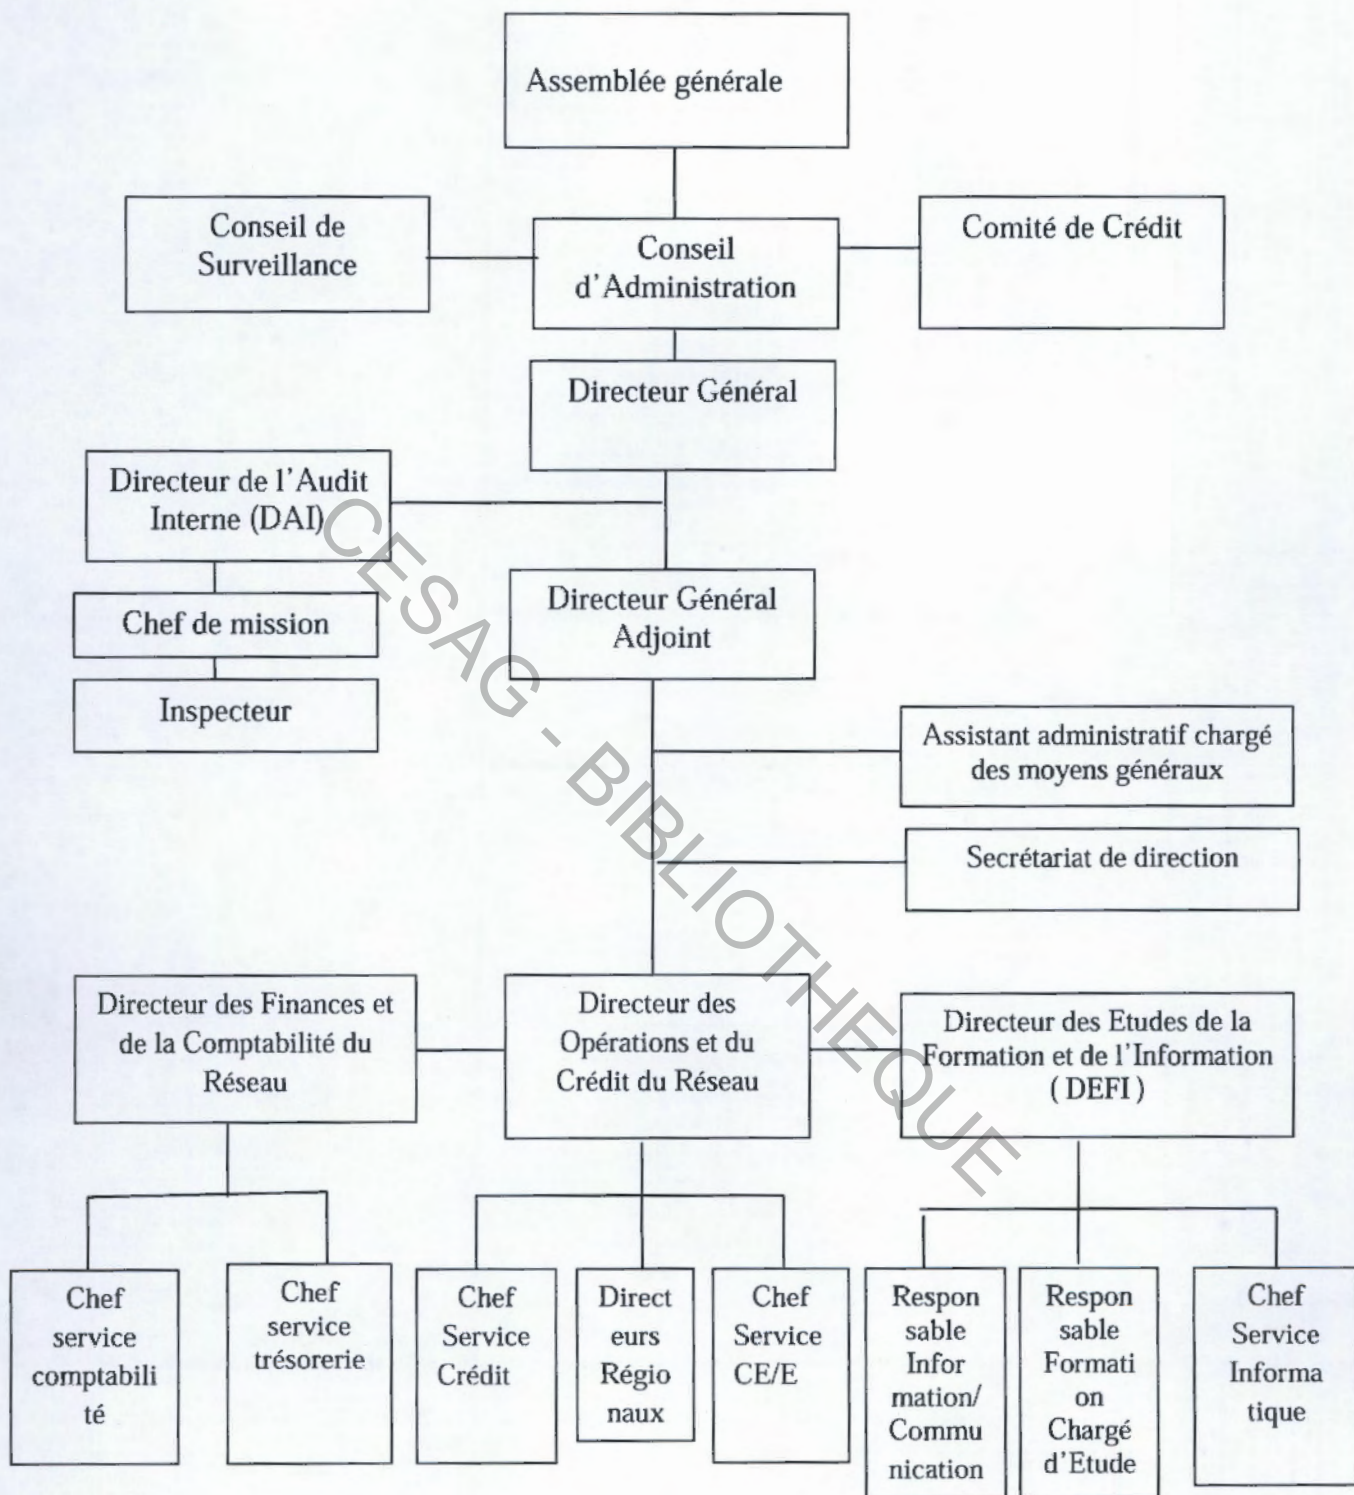 Assemblée générale
Conseil de
Surveillance
Conseil
d'Administration
Comité de Crédit
Directeur Général
Directeur de l'Audit
Interne (DAI)
Chef de mission
Inspecteur
Directeur Général
Adjoint
Assistant administratif chargé
des moyens généraux
Secrétariat de direction
Directeur des Finances et
de la Comptabilité du
Réseau
Directeur des
Opérations et du
Crédit du Réseau
Directeur des Etudes de la
Formation et de l'Information
( DEFI )
Chef
service
comptabili
té
Chef
service
trésorerie
Chef
Service
Crédit
Direct
eurs
Régio
naux
Chef
Service
CE/E
Respon
sable
Infor
mation/
Commu
nication
Respon
sable
Formati
on
Chargé
d'Etude
Chef
Service
Informa
tique
CESAG - BIBLIOTHEQUE